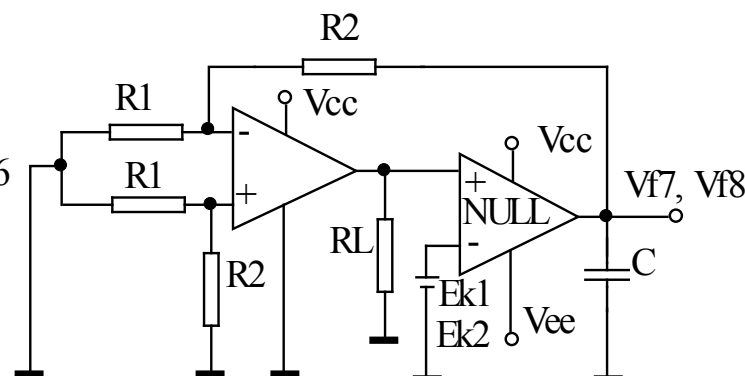 R2
R1
Vcc
-
Vcc
6
R1
+
+
NULL
Vf7, Vf8
RL
-
R2
C
Ek1
Ek2
Vee